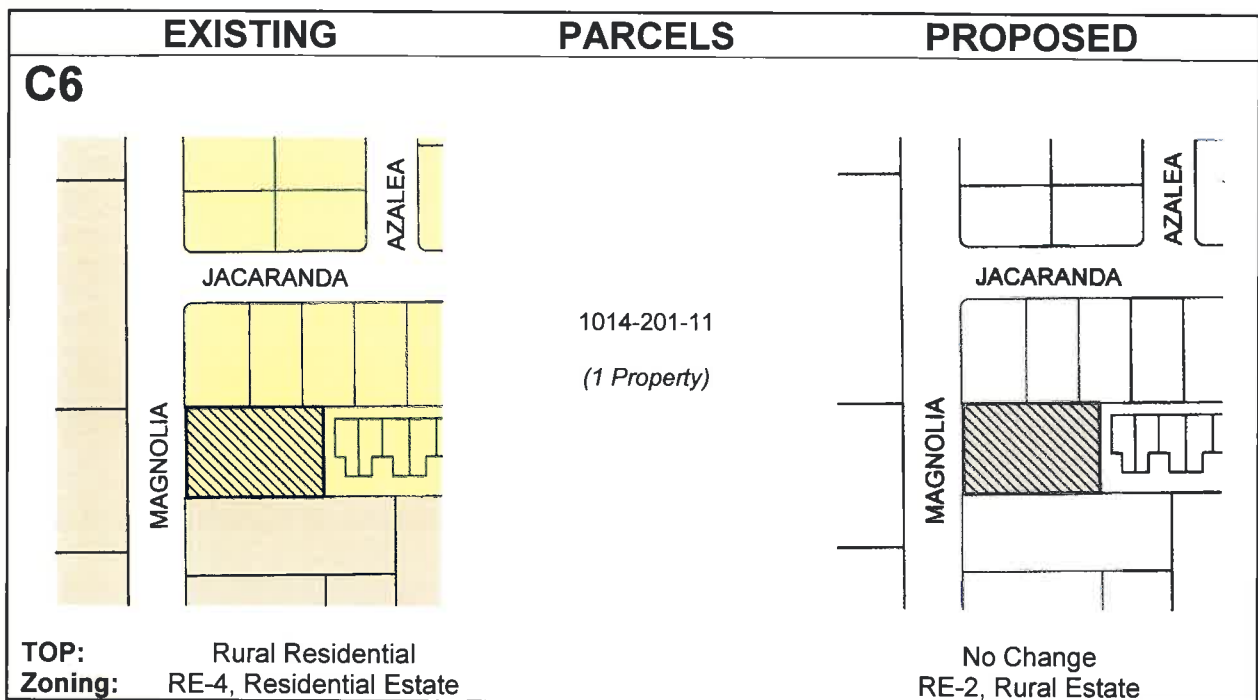 EXISTING PARCELS PROPOSED
C6
AZALEA
JACARANDA
MAGNOLIA
1014-201-11
(1 Property)
AZALEA
JACARANDA
MAGNOLIA
TOP: Rural Residential No Change
Zoning: RE-4, Residential Estate RE-2, Rural Estate